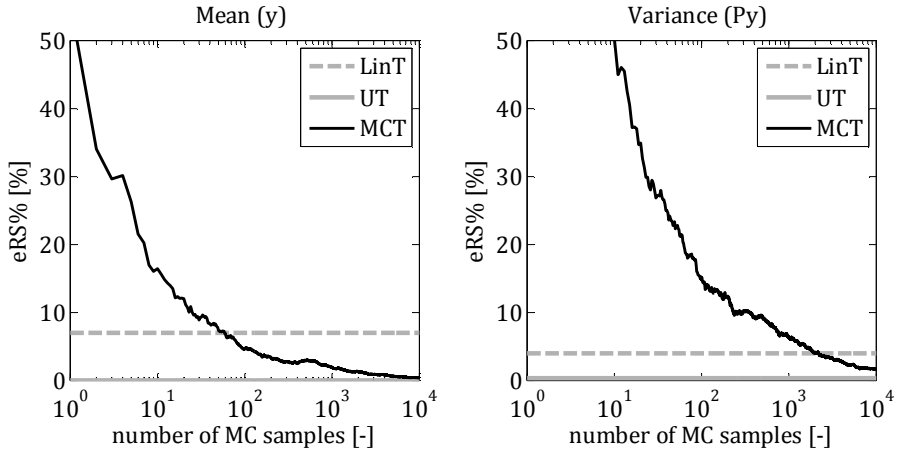 Mean (y)
eRS% [%]
50
40
30
20
10
0
LinT
UT
MCT
10^0 10^1 10^2 10^3 10^4
number of MC samples [-]
Variance (Py)
eRS% [%]
50
40
30
20
10
0
LinT
UT
MCT
10^0 10^1 10^2 10^3 10^4
number of MC samples [-]